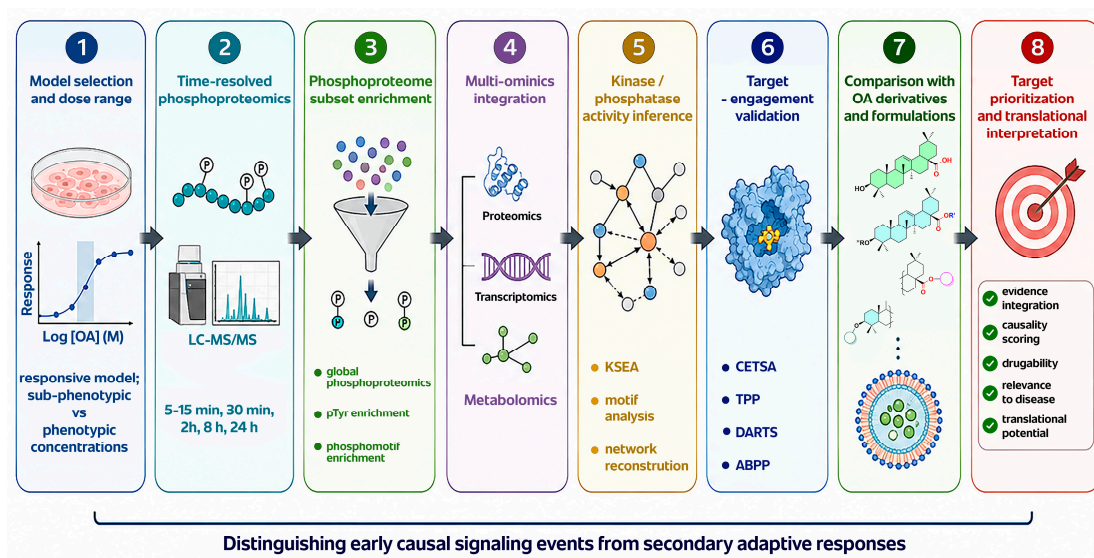 1
Model selection
and dose range
Response
Log [OA] (M)
responsive model;
sub-phenotypic
vs
phenotypic
concentrations
2
Time-resolved
phosphoproteomics
P
P
P
LC-MS/MS
5-15 min, 30 min,
2h, 8 h, 24 h
3
Phosphoproteome
subset enrichment
P
P
P
P
global
phosphoproteomics
pTyr enrichment
phosphomotif
enrichment
4
Multi-ominics
integration
Proteomics
Transcriptomics
Metabolomics
5
Kinase /
phosphatase
activity inference
KSEA
motif
analysis
network
reconstrution
6
Target
- engagement
validation
CETSA
TPP
DARTS
ABPP
7
Comparison with
OA derivatives
and formulations
OH
O
HO
OR'
O
"RO
O
O
O
8
Target
prioritization
and translational
interpretation
evidence
integration
causality
scoring
drugability
relevance
to disease
translational
potential
Distinguishing early causal signaling events from secondary adaptive responses